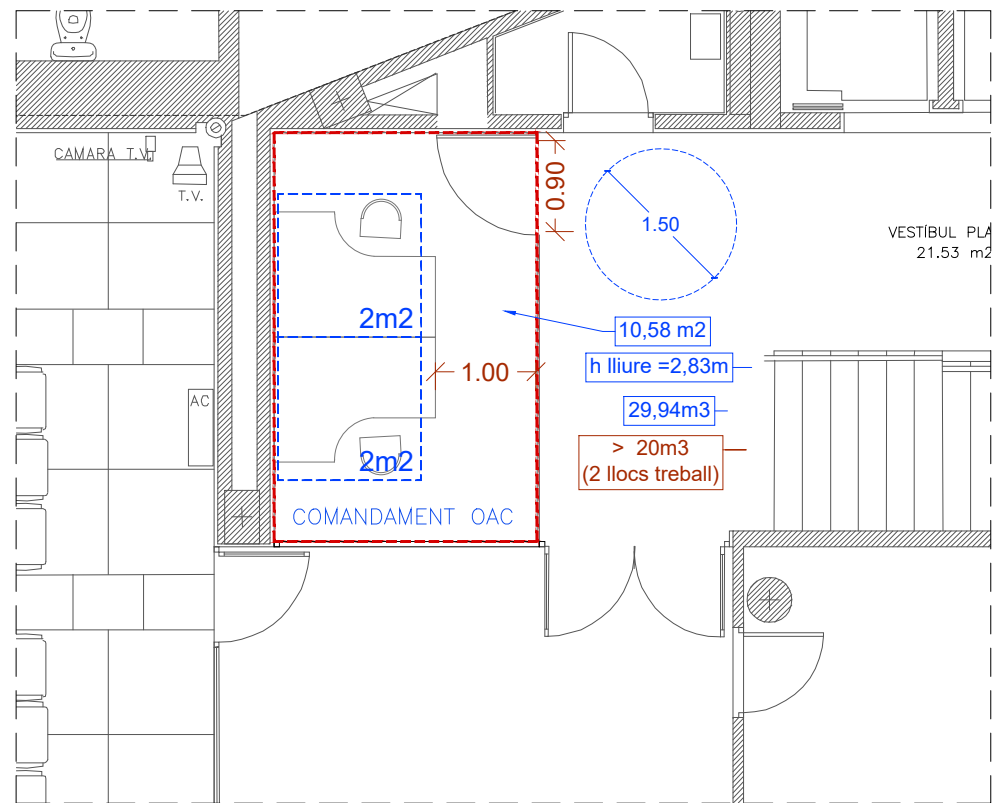 CAMARA T.V.
T.V.
0.90
1.50
VESTÍBUL PLA
21.53 m2
2m2
10,58 m2
h lliure =2,83m
1.00
AC
29,94m3
> 20m3
(2 llocs treball)
2m2
COMANDAMENT OAC